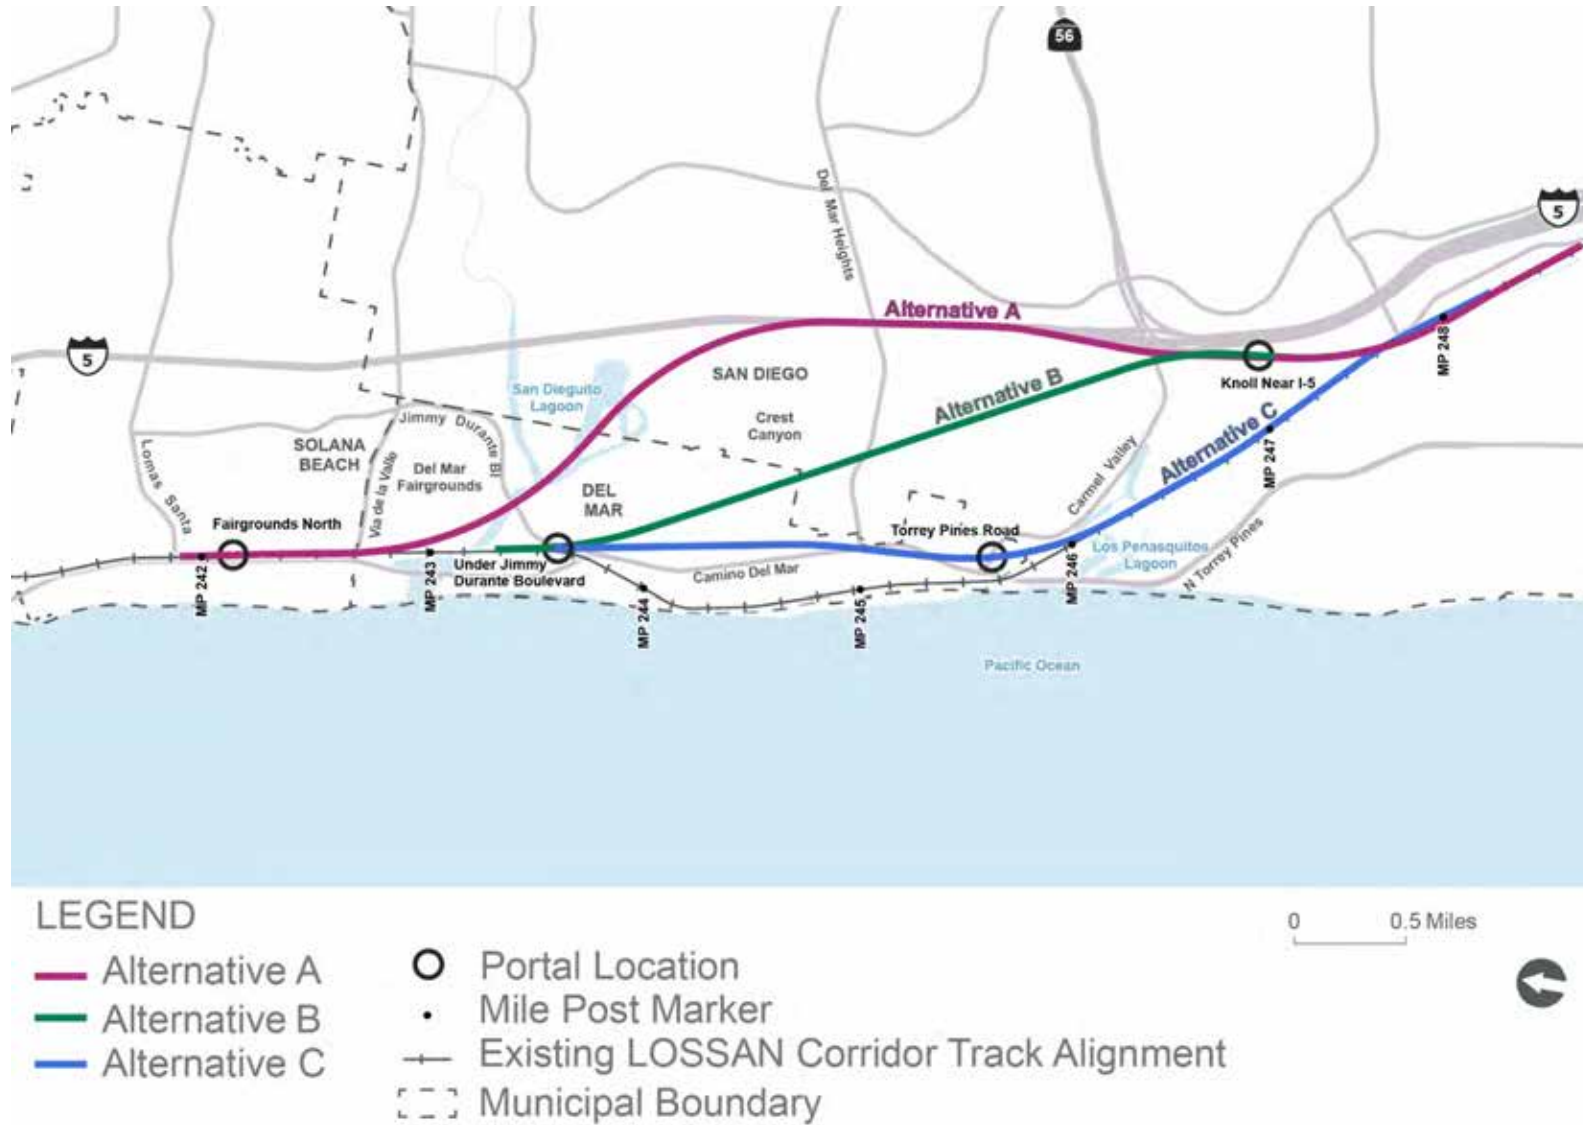 56
5
Del Mar Heights
Alternative A
5
MP 248
SAN DIEGO
Knoll Near I-5
San Dieguito
Lagoon
Alternative B
Crest
Canyon
Jimmy Durante Bl
Alternative C
MP 247
SOLANA
BEACH
Lomas Santa
Via de la Valle
Del Mar
Fairgrounds
Carmel Valley
DEL
MAR
Fairgrounds North
Torrey Pines Road
Los Penasquitos
Lagoon
N Torrey Pines
Under Jimmy
Durante Boulevard
Camino Del Mar
MP 242
MP 243
MP 244
MP 245
MP 246
Pacific Ocean
LEGEND
0 0.5 Miles
Alternative A
Alternative B
Alternative C
Portal Location
Mile Post Marker
Existing LOSSAN Corridor Track Alignment
Municipal Boundary